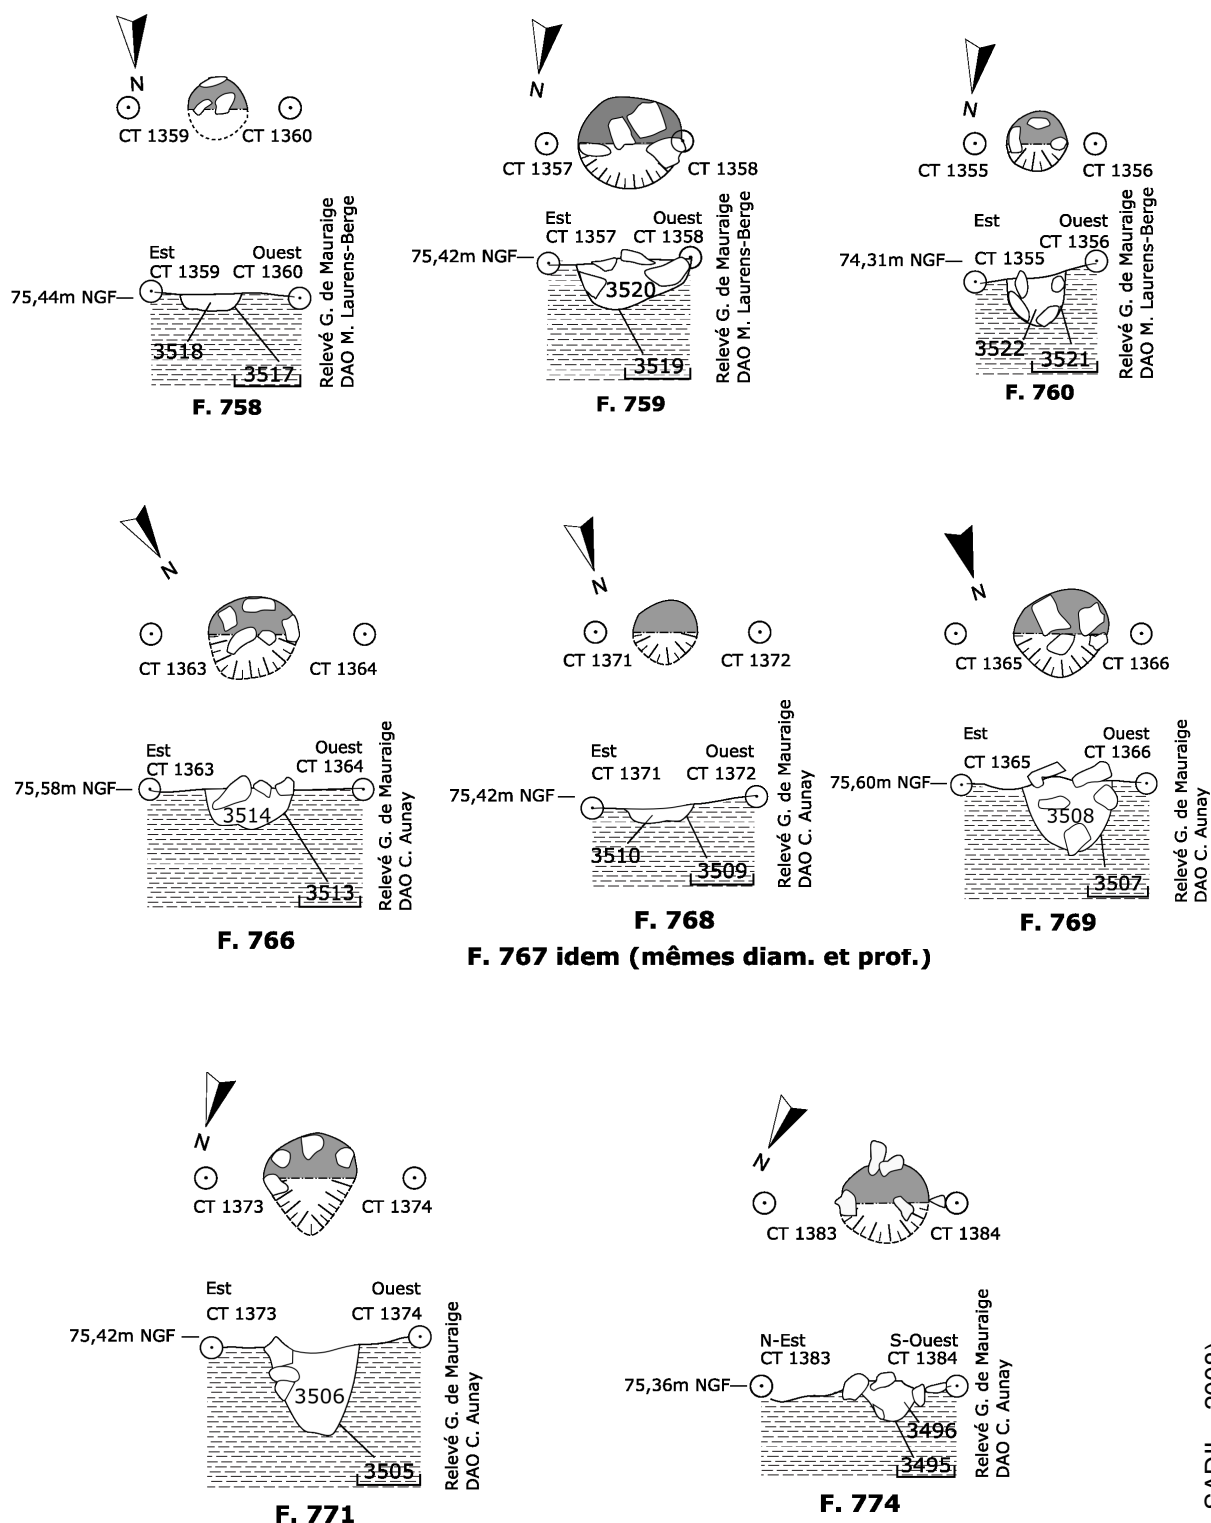 N
CT 1359
CT 1360
Est
CT 1359
Ouest
CT 1360
75,44m NGF
3518
3517
Relevé G. de Mauraige
DAO M. Laurens-Berge
F. 758
N
CT 1357
CT 1358
Est
CT 1357
Ouest
CT 1358
75,42m NGF
3520
3519
Relevé G. de Mauraige
DAO M. Laurens-Berge
F. 759
N
CT 1355
CT 1356
Est
CT 1355
Ouest
CT 1356
74,31m NGF
3522
3521
Relevé G. de Mauraige
DAO M. Laurens-Berge
F. 760
N
CT 1363
CT 1364
Est
CT 1363
Ouest
CT 1364
75,58m NGF
3514
3513
Relevé G. de Mauraige
DAO C. Aunay
F. 766
N
CT 1371
CT 1372
Est
CT 1371
Ouest
CT 1372
75,42m NGF
3510
3509
Relevé G. de Mauraige
DAO C. Aunay
F. 768
F. 767 idem (mêmes diam. et prof.)
N
CT 1365
CT 1366
Est
CT 1365
Ouest
CT 1366
75,60m NGF
3508
3507
Relevé G. de Mauraige
DAO C. Aunay
F. 769
N
CT 1373
CT 1374
Est
CT 1373
Ouest
CT 1374
75,42m NGF
3506
3505
Relevé G. de Mauraige
DAO C. Aunay
F. 771
N
CT 1383
CT 1384
N-Est
CT 1383
S-Ouest
CT 1384
75,36m NGF
3496
3495
Relevé G. de Mauraige
DAO C. Aunay
F. 774